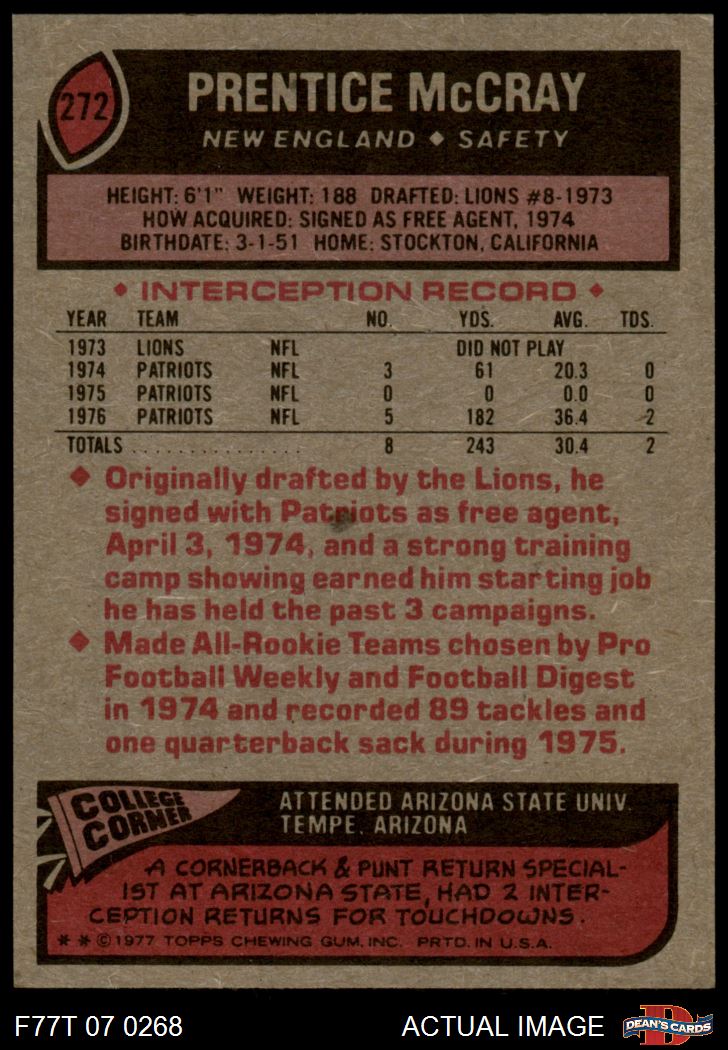 272
PRENTICE McCRAY
NEW ENGLAND ◆ SAFETY
HEIGHT: 6'1" WEIGHT: 188 DRAFTED: LIONS #8-1973
HOW ACQUIRED: SIGNED AS FREE AGENT, 1974
BIRTHDATE: 3-1-51 HOME: STOCKTON, CALIFORNIA
◆ INTERCEPTION RECORD ◆
YEAR TEAM NO. YDS. AVG. TDS.
1973 LIONS NFL DID NOT PLAY
1974 PATRIOTS NFL 3 61 20.3 0
1975 PATRIOTS NFL 0 0 0.0 0
1976 PATRIOTS NFL 5 182 36.4 2
TOTALS . . . . . . . . . . . . . . . . 8 243 30.4 2
◆ Originally drafted by the Lions, he
signed with Patriots as free agent,
April 3, 1974, and a strong training
camp showing earned him starting job
he has held the past 3 campaigns.
◆ Made All-Rookie Teams chosen by Pro
Football Weekly and Football Digest
in 1974 and recorded 89 tackles and
one quarterback sack during 1975.
COLLEGE
CORNER
ATTENDED ARIZONA STATE UNIV.
TEMPE, ARIZONA
A CORNERBACK & PUNT RETURN SPECIAL-
IST AT ARIZONA STATE, HAD 2 INTER-
CEPTION RETURNS FOR TOUCHDOWNS.
* * © 1977 TOPPS CHEWING GUM, INC. PRTD. IN U.S.A.
F77T 07 0268 ACTUAL IMAGE
D
DEAN'S CARDS